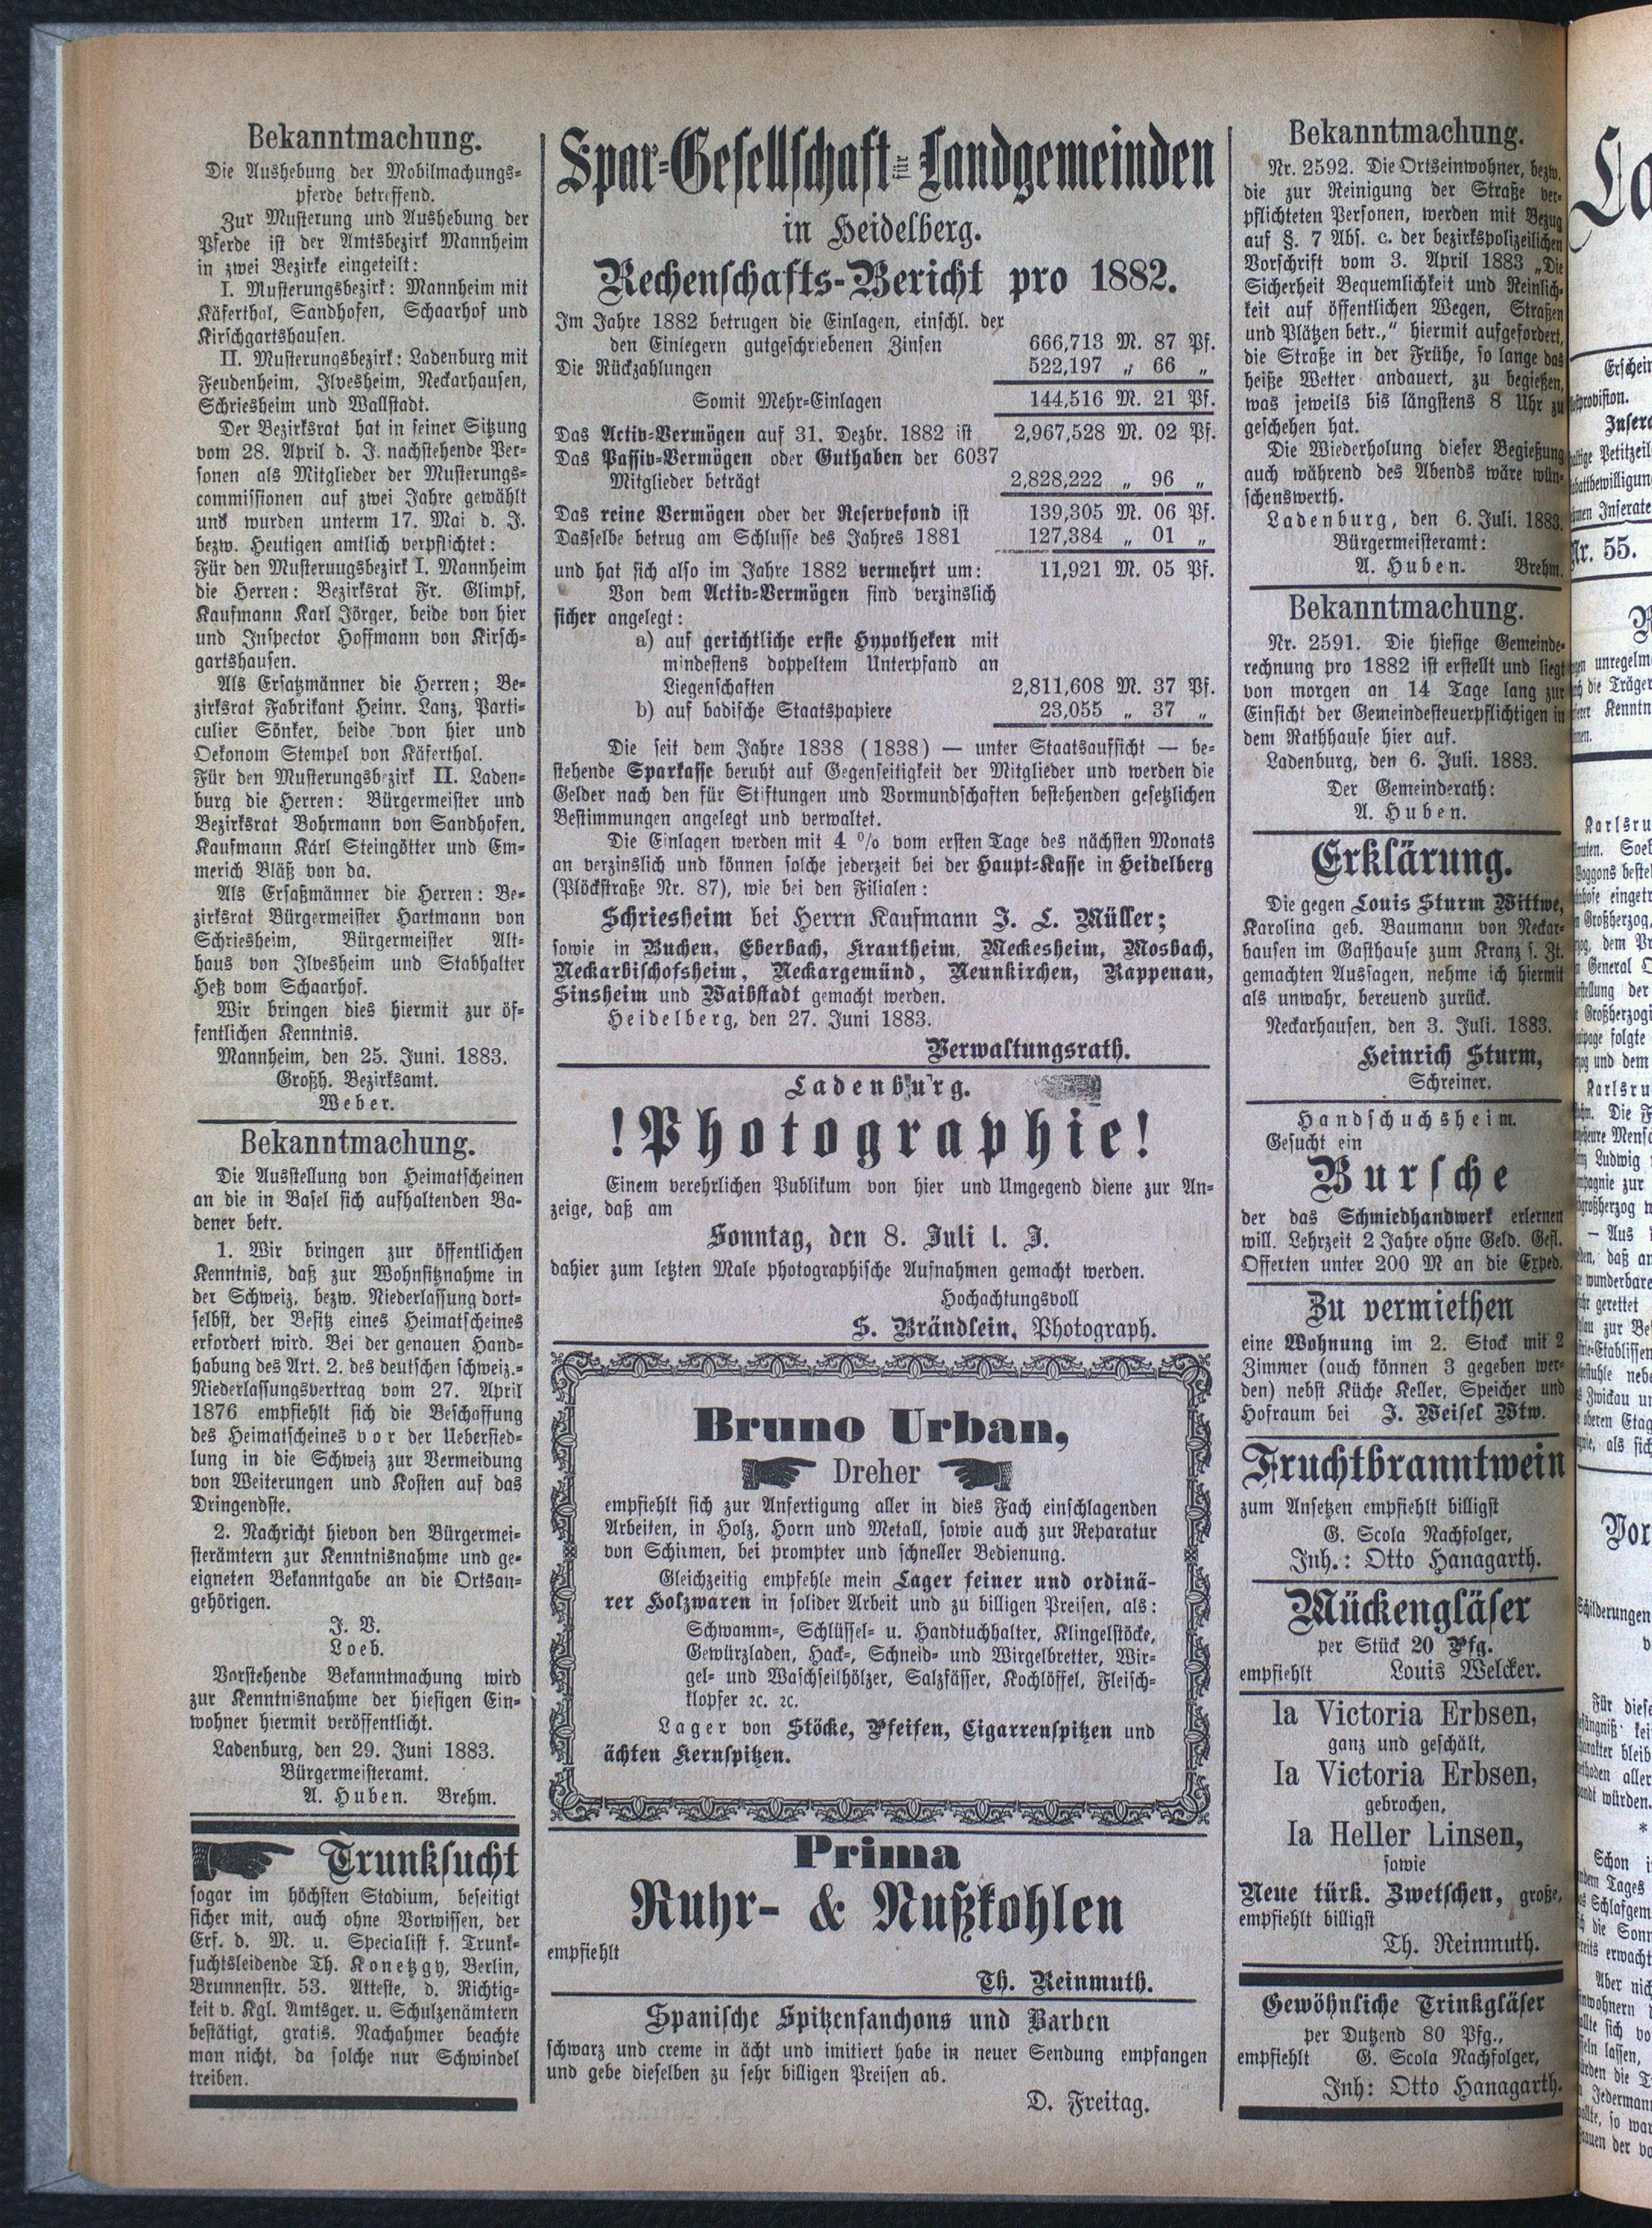 Bekanntmachung.
Die Aushebung der Mobilmachungs-
pferde betreffend.
Zur Musterung und Aushebung der
Pferde ist der Amtsbezirk Mannheim
in zwei Bezirke eingeteilt:
I. Musterungsbezirk: Mannheim mit
Käferthal, Sandhofen, Schaarhof und
Kirschgartshausen.
II. Musterungsbezirk: Ladenburg mit
Feudenheim, Ilvesheim, Neckarhausen,
Schriesheim und Wallstadt.
Der Bezirksrat hat in seiner Sitzung
vom 28. April d. J. nachstehende Per-
sonen als Mitglieder der Musterungs-
commissionen auf zwei Jahre gewählt
und wurden unterm 17. Mai d. J.
bezw. Heutigen amtlich verpflichtet:
Für den Musteruugsbezirk I. Mannheim
die Herren: Bezirksrat Fr. Glimpf,
Kaufmann Karl Jörger, beide von hier
und Inspector Hoffmann von Kirsch-
gartshausen.
Als Ersatzmänner die Herren; Be-
zirksrat Fabrikant Heinr. Lanz, Parti-
culier Sönker, beide von hier und
Oekonom Stempel von Käferthal.
Für den Musterungsbezirk II. Laden-
burg die Herren: Bürgermeister und
Bezirksrat Bohrmann von Sandhofen,
Kaufmann Karl Steingötter und Em-
merich Bläß von da.
Als Ersaßmänner die Herren: Be-
zirksrat Bürgermeister Hartmann von
Schriesheim, Bürgermeister Alt-
haus von Ilvesheim und Stabhalter
Hetz vom Schaarhof.
Wir bringen dies hiermit zur öf-
fentlichen Kenntnis.
Mannheim, den 25. Juni. 1883.
Großh. Bezirksamt.
Weber.
Bekanntmachung.
Die Ausstellung von Heimatscheinen
an die in Basel sich aufhaltenden Ba-
dener betr.
1. Wir bringen zur öffentlichen
Kenntnis, daß zur Wohnsitznahme in
der Schweiz, bezw. Niederlassung dort-
selbst, der Besitz eines Heimatscheines
erfordert wird. Bei der genauen Hand-
habung des Art. 2. des deutschen schweiz.-
Niederlassungsvertrag vom 27. April
1876 empfiehlt sich die Beschaffung
des Heimatscheines vor der Uebersied-
lung in die Schweiz zur Vermeidung
von Weiterungen und Kosten auf das
Dringendste.
2. Nachricht hievon den Bürgermei-
sterämtern zur Kenntnisnahme und ge-
eigneten Bekanntgabe an die Ortsan-
gehörigen.
J. V.
Loeb.
Vorstehende Bekanntmachung wird
zur Kenntnisnahme der hiesigen Ein-
wohner hiermit veröffentlicht.
Ladenburg, den 29. Juni 1883.
Bürgermeisteramt.
A. Huben. Brehm.
Trunksucht
sogar im höchsten Stadium, beseitigt
sicher mit, auch ohne Vorwissen, der
Erf. d. M. u. Specialist f. Trunk-
suchtsleidende Th. Konetzgy, Berlin,
Brunnenstr. 53. Atteste, d. Richtig-
keit v. Kgl. Amtsger. u. Schulzenämtern
bestätigt, gratis. Nachahmer beachte
man nicht, da solche nur Schwindel
treiben.
Spar-Gesellschaft für Landgemeinden
in Heidelberg.
Rechenschafts-Bericht pro 1882.
Im Jahre 1882 betrugen die Einlagen, einschl. der
den Einlegern gutgeschriebenen Zinsen 666,713 M. 87 Pf.
Die Rückzahlungen 522,197 „ 66 „
Somit Mehr-Einlagen 144,516 M. 21 Pf.
Das Activ-Vermögen auf 31. Dezbr. 1882 ist 2,967,528 M. 02 Pf.
Das Passiv-Vermögen oder Guthaben der 6037
Mitglieder beträgt 2,828,222 „ 96 „
Das reine Vermögen oder der Reservefond ist 139,305 M. 06 Pf.
Dasselbe betrug am Schlusse des Jahres 1881 127,384 „ 01 „
und hat sich also im Jahre 1882 vermehrt um: 11,921 M. 05 Pf.
Von dem Activ-Vermögen sind verzinslich
sicher angelegt:
a) auf gerichtliche erste Hypotheken mit
mindestens doppeltem Unterpfand an
Liegenschaften 2,811,608 M. 37 Pf.
b) auf badische Staatspapiere 23,055 „ 37 „
Die seit dem Jahre 1838 (1838) — unter Staatsaufsicht — be-
stehende Sparkasse beruht auf Gegenseitigkeit der Mitglieder und werden die
Gelder nach den für Stiftungen und Vormundschaften bestehenden gesetzlichen
Bestimmungen angelegt und verwaltet.
Die Einlagen werden mit 4 % vom ersten Tage des nächsten Monats
an verzinslich und können solche jederzeit bei der Haupt-Kasse in Heidelberg
(Plöckstraße Nr. 87), wie bei den Filialen:
Schriesheim bei Herrn Kaufmann J. L. Müller;
sowie in Buchen, Eberbach, Krautheim, Meckesheim, Mosbach,
Neckarbischofsheim, Neckargemünd, Neunkirchen, Rappenau,
Sinsheim und Waibstadt gemacht werden.
Heidelberg, den 27. Juni 1883.
Verwaltungsrath.
Ladenburg.
!Photographie!
Einem verehrlichen Publikum von hier und Umgegend diene zur An-
zeige, daß am
Sonntag, den 8. Juli l. J.
dahier zum letzten Male photographische Aufnahmen gemacht werden.
Hochachtungsvoll
S. Brändlein, Photograph.
Bruno Urban,
Dreher
empfiehlt sich zur Anfertigung aller in dies Fach einschlagenden
Arbeiten, in Holz, Horn und Metall, sowie auch zur Reparatur
von Schirmen, bei prompter und schneller Bedienung.
Gleichzeitig empfehle mein Lager feiner und ordinä-
rer Holzwaren in solider Arbeit und zu billigen Preisen, als:
Schwamm-, Schlüssel- u. Handtuchhalter, Klingelstöcke,
Gewürzladen, Hack-, Schneid- und Wirgelbretter, Wir-
gel- und Waschseilhölzer, Salzfässer, Kochlöffel, Fleisch-
klopfer ꝛc. ꝛc.
Lager von Stöcke, Pfeifen, Cigarrenspitzen und
ächten Kernspitzen.
Prima
Ruhr- & Nußkohlen
empfiehlt
Th. Reinmuth.
Spanische Spitzenfanchons und Barben
schwarz und creme in ächt und imitiert habe in neuer Sendung empfangen
und gebe dieselben zu sehr billigen Preisen ab.
D. Freitag.
Bekanntmachung.
Nr. 2592. Die Ortseinwohner, bezw.
die zur Reinigung der Straße ver-
pflichteten Personen, werden mit Bezug
auf §. 7 Abs. c. der bezirkspolizeilichen
Vorschrift vom 3. April 1883 „Die
Sicherheit Bequemlichkeit und Reinlich-
keit auf öffentlichen Wegen, Straßen
und Plätzen betr.,“ hiermit aufgefordert,
die Straße in der Frühe, so lange das
heiße Wetter andauert, zu begießen,
was jeweils bis längstens 8 Uhr zu
geschehen hat.
Die Wiederholung dieser Begießung
auch während des Abends wäre wün-
schenswerth.
Ladenburg, den 6. Juli. 1883.
Bürgermeisteramt:
A. Huben. Brehm.
Bekanntmachung.
Nr. 2591. Die hiesige Gemeinde-
rechnung pro 1882 ist erstellt und liegt
von morgen an 14 Tage lang zur
Einsicht der Gemeindesteuerpflichtigen in
dem Rathhause hier auf.
Ladenburg, den 6. Juli. 1883.
Der Gemeinderath:
A. Huben.
Erklärung.
Die gegen Louis Sturm Wittwe,
Karolina geb. Baumann von Neckar-
hausen im Gasthause zum Kranz s. Zt.
gemachten Aussagen, nehme ich hiermit
als unwahr, bereuend zurück.
Neckarhausen, den 3. Juli. 1883.
Heinrich Sturm,
Schreiner.
Handschuchsheim.
Gesucht ein
Bursche
der das Schmiedhandwerk erlernen
will. Lehrzeit 2 Jahre ohne Geld. Gefl.
Offerten unter 200 M an die Exped.
Zu vermiethen
eine Wohnung im 2. Stock mit 2
Zimmer (auch können 3 gegeben wer-
den) nebst Küche Keller, Speicher und
Hofraum bei J. Weisel Wtw.
Fruchtbranntwein
zum Ansetzen empfiehlt billigst
G. Scola Nachfolger,
Inh.: Otto Hanagarth.
Mückengläser
per Stück 20 Pfg.
empfiehlt Louis Welcker.
Ia Victoria Erbsen,
ganz und geschält,
Ia Victoria Erbsen,
gebrochen,
Ia Heller Linsen,
sowie
Neue türk. Zwetschen, große,
empfiehlt billigst
Th. Reinmuth.
Gewöhnliche Trinkgläser
per Dutzend 80 Pfg.,
empfiehlt G. Scola Nachfolger,
Inh: Otto Hanagarth.
Nr. 55.